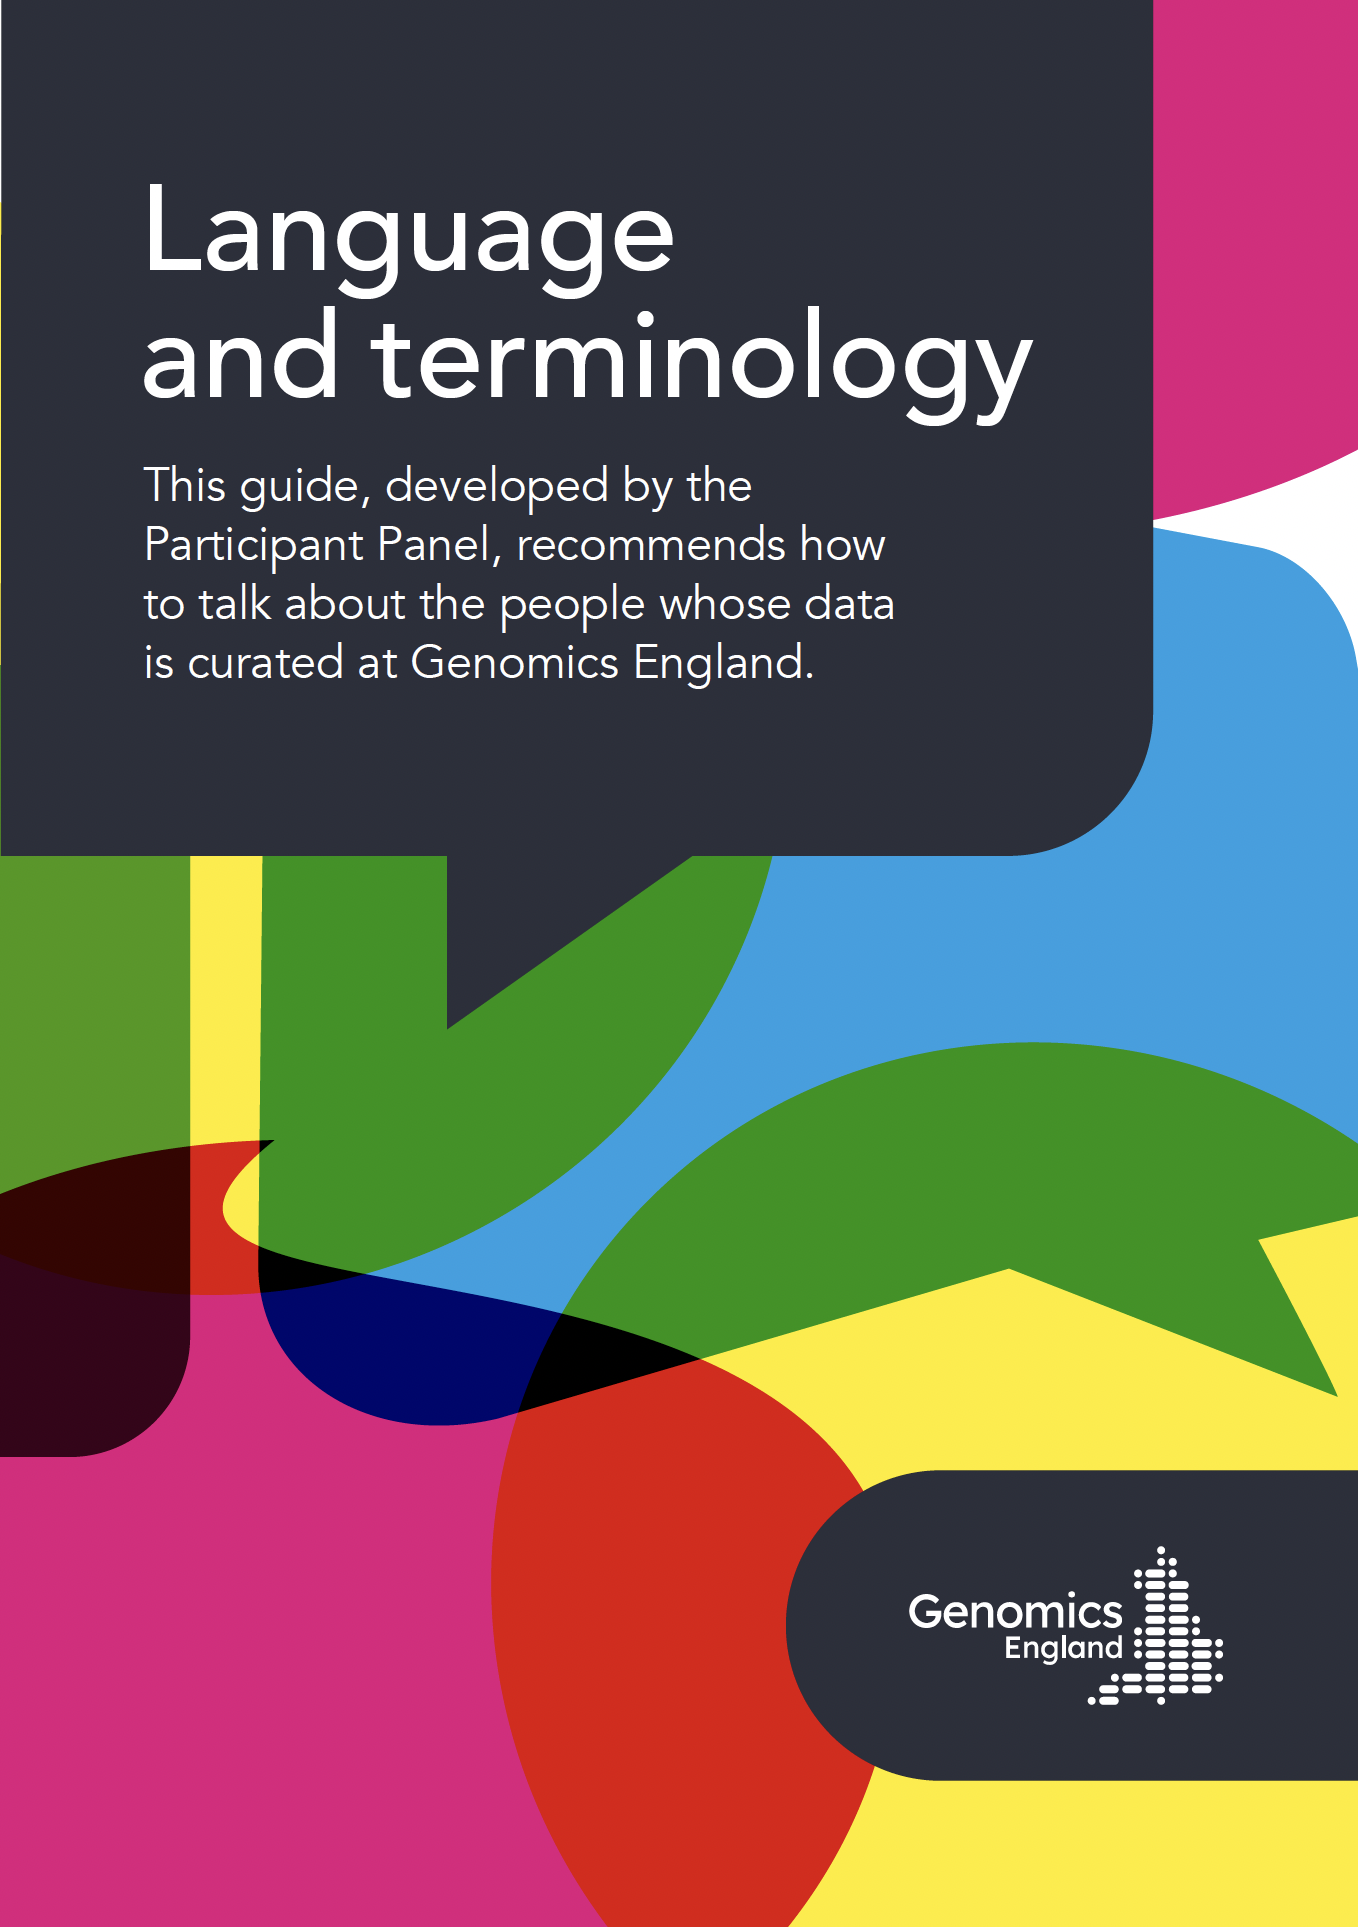 Language
and terminology
This guide, developed by the
Participant Panel, recommends how
to talk about the people whose data
is curated at Genomics England.
Genomics
England